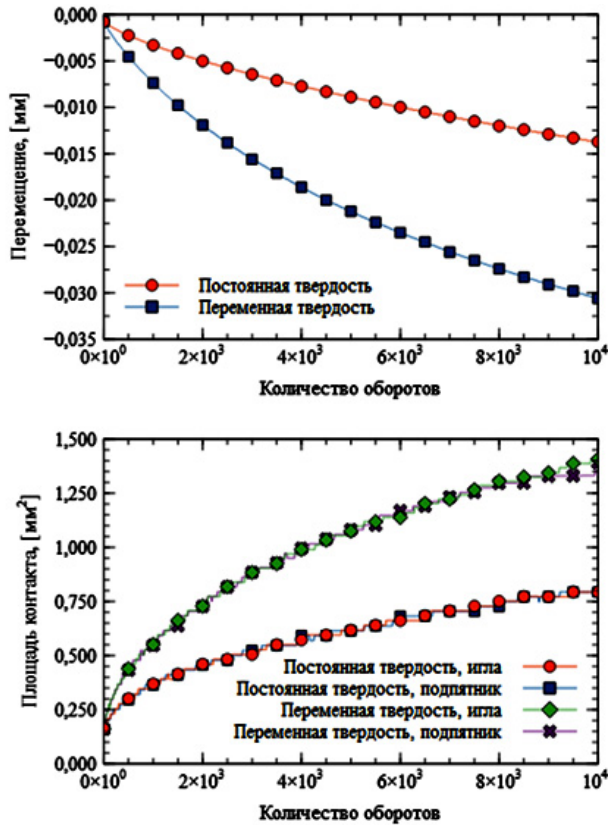 0,000
−0,005
−0,010
−0,015
−0,020
−0,025
−0,030
−0,035
Перемещение, [мм]
Постоянная твердость
Переменная твердость
0×10⁰ 2×10³ 4×10³ 6×10³ 8×10³ 10⁴
Количество оборотов
1,500
1,250
1,000
0,750
0,500
0,250
0,000
Площадь контакта, [мм²]
Постоянная твердость, игла
Постоянная твердость, подпятник
Переменная твердость, игла
Переменная твердость, подпятник
0×10⁰ 2×10³ 4×10³ 6×10³ 8×10³ 10⁴
Количество оборотов